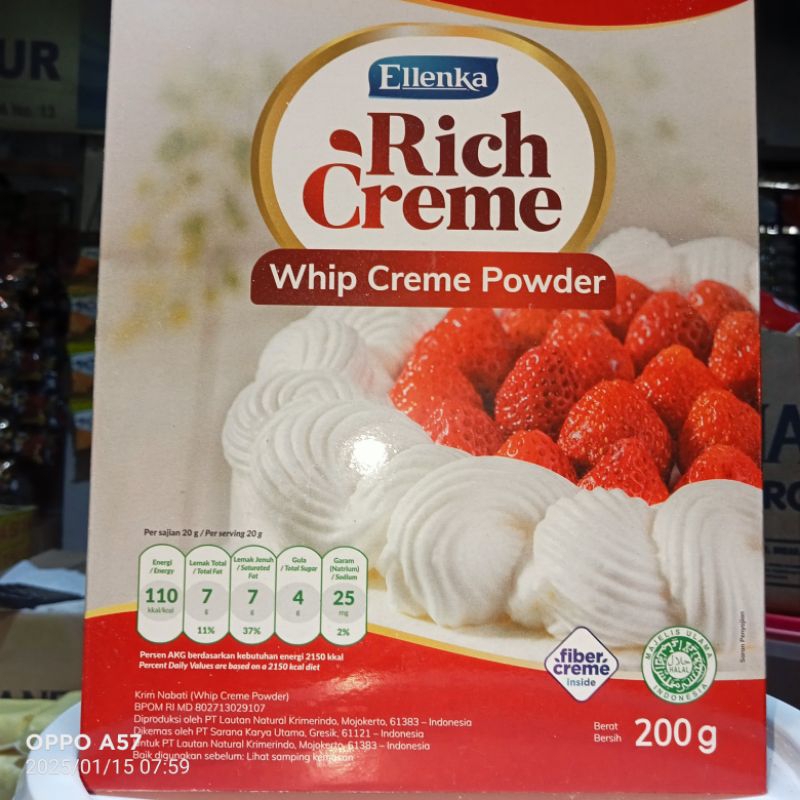 UR
Ellenka
Rich
Creme
Whip Creme Powder
Per sajian 20 g / Per serving 20 g
Energi / Energy
110
kkal/kcal
Lemak Total / Total Fat
7
g
11%
Lemak Jenuh / Saturated Fat
7
g
37%
Gula / Total Sugar
4
g
Garam (Natrium) / Sodium
25
mg
2%
Persen AKG berdasarkan kebutuhan energi 2150 kkal
Percent Daily Values are based on a 2150 kcal diet
fiber creme
inside
MAJELIS ULAMA INDONESIA
حلال
HALAL
Saran Penyajian
Krim Nabati (Whip Creme Powder)
BPOM RI MD 802713029107
Diproduksi oleh PT Lautan Natural Krimerindo, Mojokerto, 61383 – Indonesia
Dikemas oleh PT Sarana Karya Utama, Gresik, 61121 – Indonesia
Untuk PT Lautan Natural Krimerindo, Mojokerto, 61383 – Indonesia
Baik digunakan sebelum: Lihat samping kemasan
Berat
Bersih
200 g
OPPO A57
2025/01/15 07:59